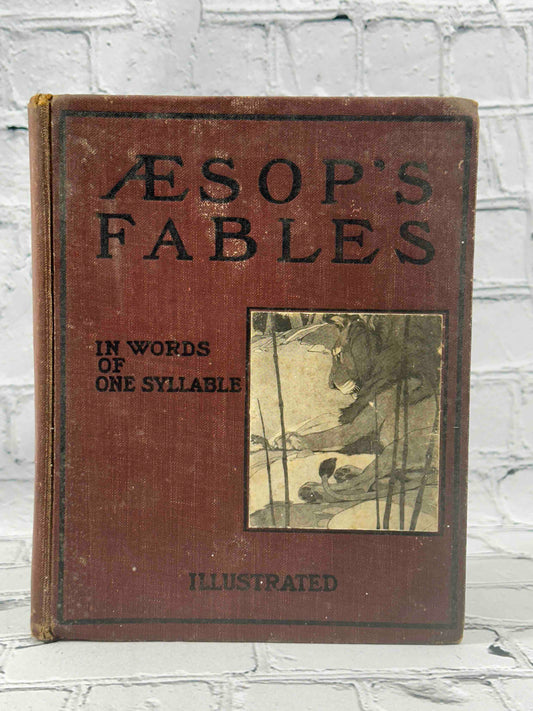 ÆSOP'S
FABLES
IN WORDS
OF
ONE SYLLABLE
ILLUSTRATED